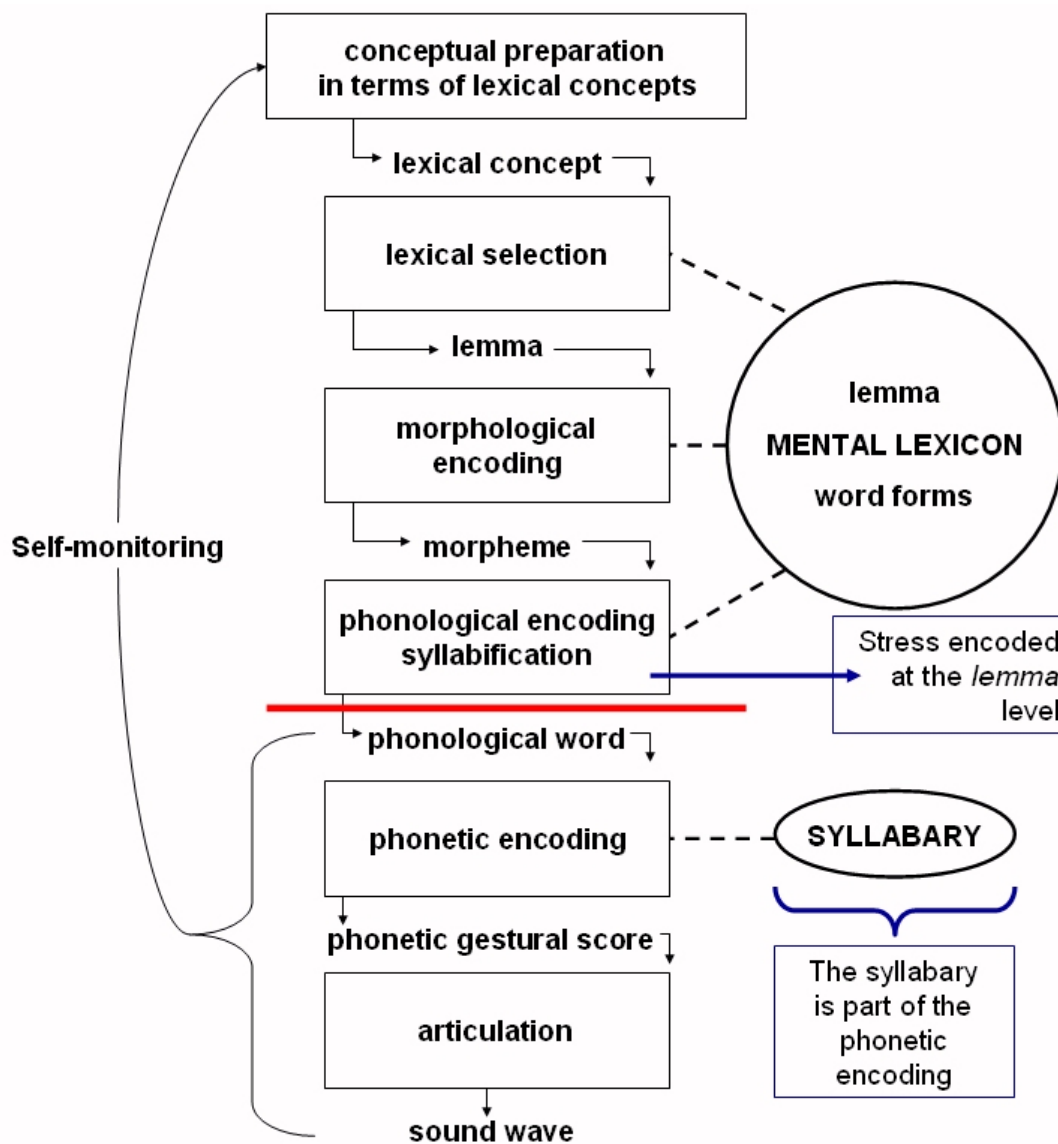 conceptual preparation
in terms of lexical concepts
lexical concept
lexical selection
lemma
morphological
encoding
lemma
MENTAL LEXICON
word forms
Self-monitoring
morpheme
phonological encoding
syllabification
Stress encoded
at the lemma
level
phonological word
phonetic encoding
SYLLABARY
phonetic gestural score
The syllabary
is part of the
phonetic
encoding
articulation
sound wave